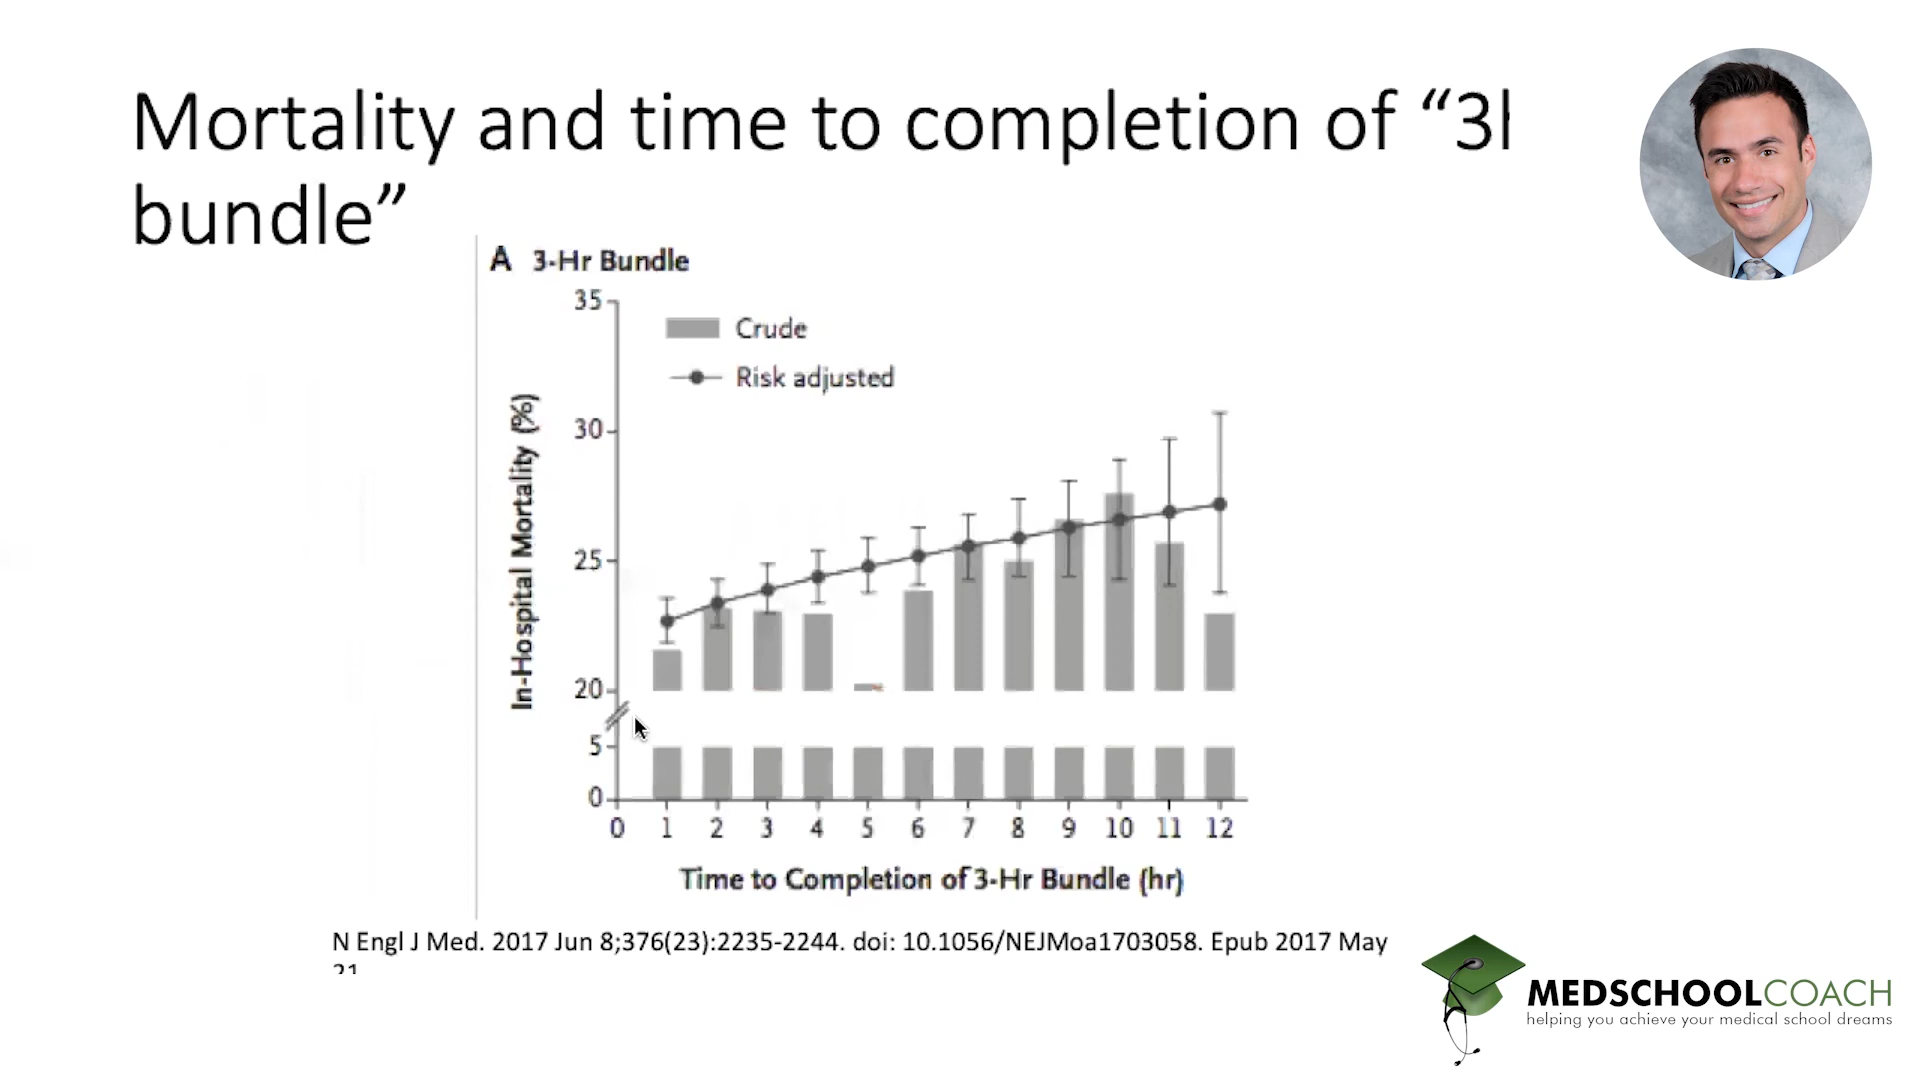 Mortality and time to completion of “3h
bundle”
A 3-Hr Bundle
35
Crude
Risk adjusted
30
25
20
5
0
In-Hospital Mortality (%)
0 1 2 3 4 5 6 7 8 9 10 11 12
Time to Completion of 3-Hr Bundle (hr)
N Engl J Med. 2017 Jun 8;376(23):2235-2244. doi: 10.1056/NEJMoa1703058. Epub 2017 May
21
MEDSCHOOLCOACH
helping you achieve your medical school dreams